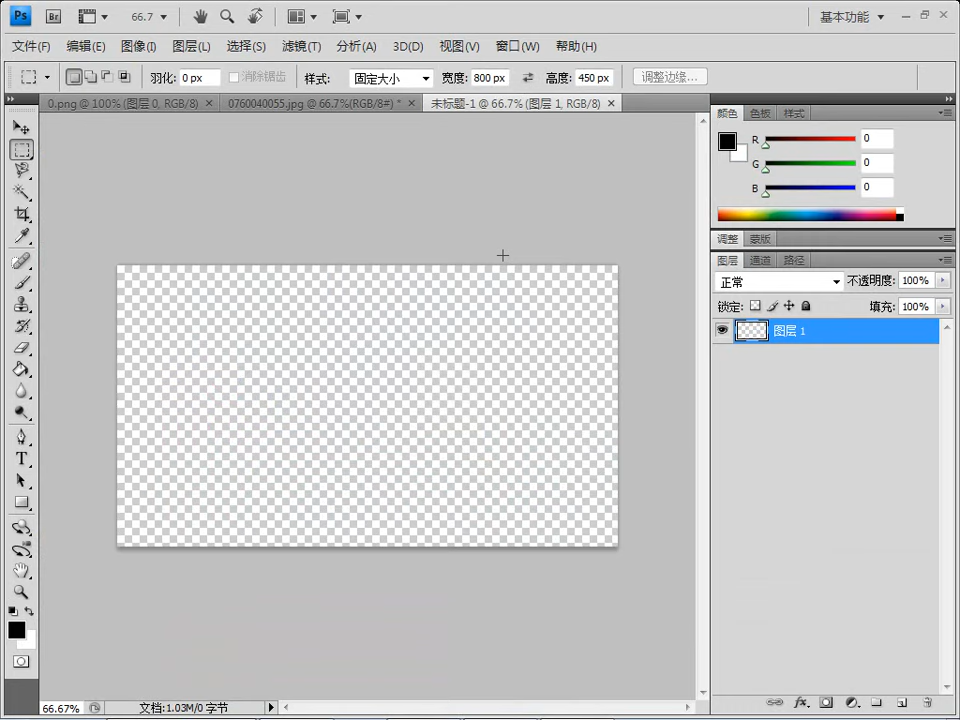 Ps Br 66.7 基本功能
文件(F) 编辑(E) 图像(I) 图层(L) 选择(S) 滤镜(T) 分析(A) 3D(D) 视图(V) 窗口(W) 帮助(H)
羽化: 0 px 消除锯齿 样式: 固定大小 宽度: 800 px 高度: 450 px 调整边缘...
0.png @ 100% (图层 0, RGB/8) 0760040055.jpg @ 66.7%(RGB/8#) * 未标题-1 @ 66.7% (图层 1, RGB/8)
颜色 色板 样式
R 0
G 0
B 0
调整 蒙版
图层 通道 路径
正常 不透明度: 100%
锁定: 填充: 100%
图层 1
T
fx
66.67% 文档:1.03M/0 字节